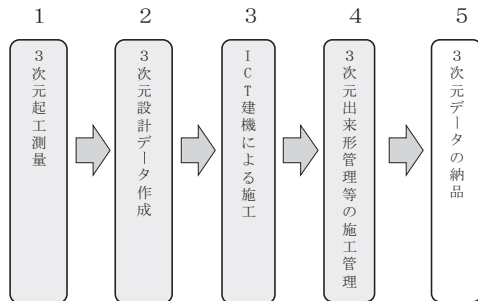 1
3次元起工測量
2
3次元設計データ作成
3
ICT建機による施工
4
3次元出来形管理等の施工管理
5
3次元データの納品